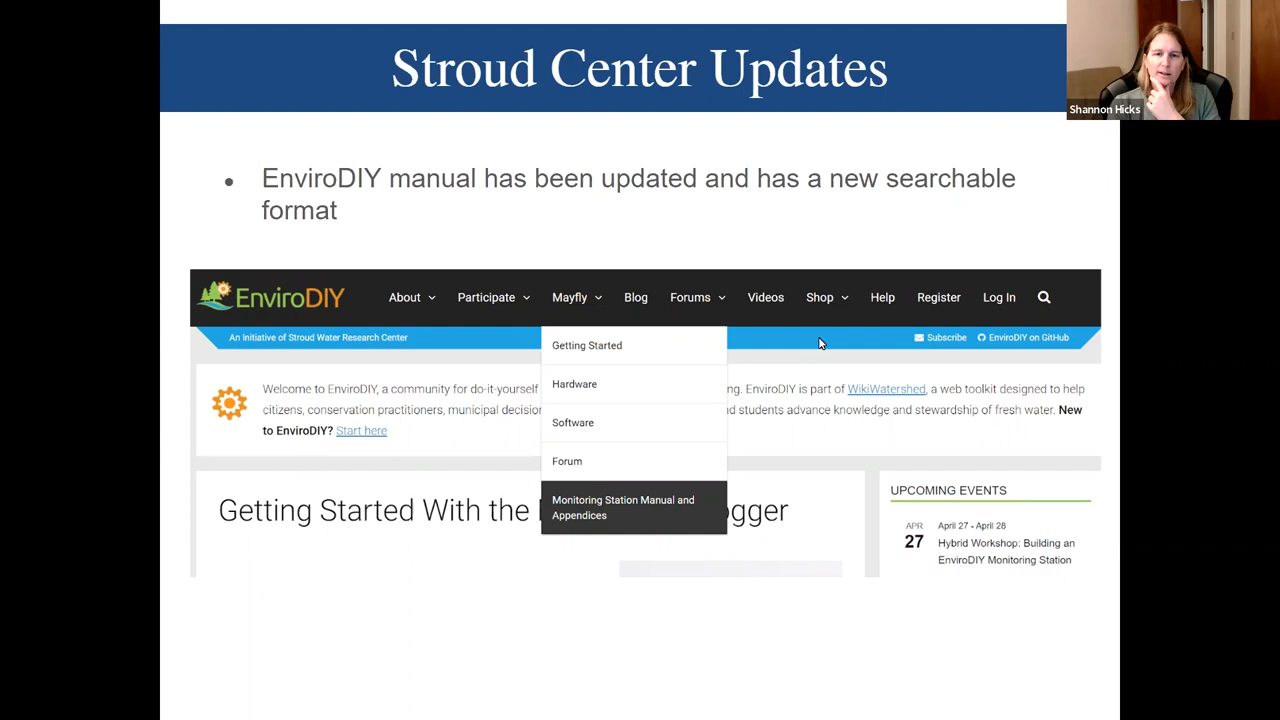 Stroud Center Updates
Shannon Hicks
● EnviroDIY manual has been updated and has a new searchable
format
EnviroDIY About Participate Mayfly Blog Forums Videos Shop Help Register Log In
An Initiative of Stroud Water Research Center Subscribe EnviroDIY on GitHub
Getting Started
Hardware
Software
Forum
Monitoring Station Manual and
Appendices
Welcome to EnviroDIY, a community for do-it-yourself ng. EnviroDIY is part of WikiWatershed, a web toolkit designed to help
citizens, conservation practitioners, municipal decision d students advance knowledge and stewardship of fresh water. New
to EnviroDIY? Start here
Getting Started With the gger
UPCOMING EVENTS
APR
27
April 27 - April 28
Hybrid Workshop: Building an
EnviroDIY Monitoring Station